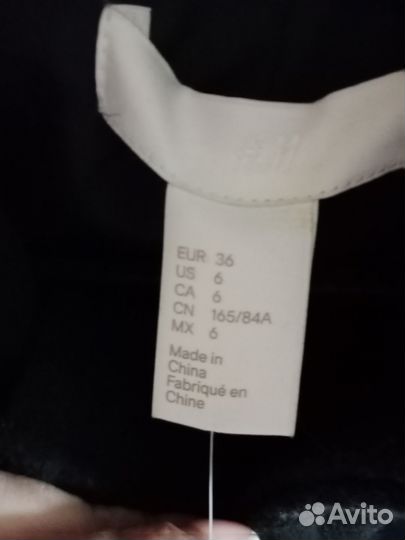 EUR 36
US 6
CA 6
CN 165/84A
MX 6
Made in
China
Fabriqué en
Chine
Avito